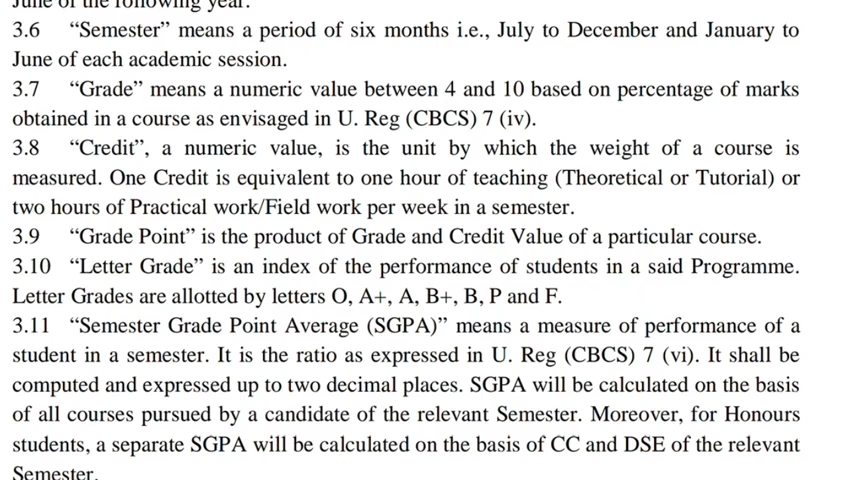 June of the following year.
3.6 “Semester” means a period of six months i.e., July to December and January to
June of each academic session.
3.7 “Grade” means a numeric value between 4 and 10 based on percentage of marks
obtained in a course as envisaged in U. Reg (CBCS) 7 (iv).
3.8 “Credit”, a numeric value, is the unit by which the weight of a course is
measured. One Credit is equivalent to one hour of teaching (Theoretical or Tutorial) or
two hours of Practical work/Field work per week in a semester.
3.9 “Grade Point” is the product of Grade and Credit Value of a particular course.
3.10 “Letter Grade” is an index of the performance of students in a said Programme.
Letter Grades are allotted by letters O, A+, A, B+, B, P and F.
3.11 “Semester Grade Point Average (SGPA)” means a measure of performance of a
student in a semester. It is the ratio as expressed in U. Reg (CBCS) 7 (vi). It shall be
computed and expressed up to two decimal places. SGPA will be calculated on the basis
of all courses pursued by a candidate of the relevant Semester. Moreover, for Honours
students, a separate SGPA will be calculated on the basis of CC and DSE of the relevant
Semester.